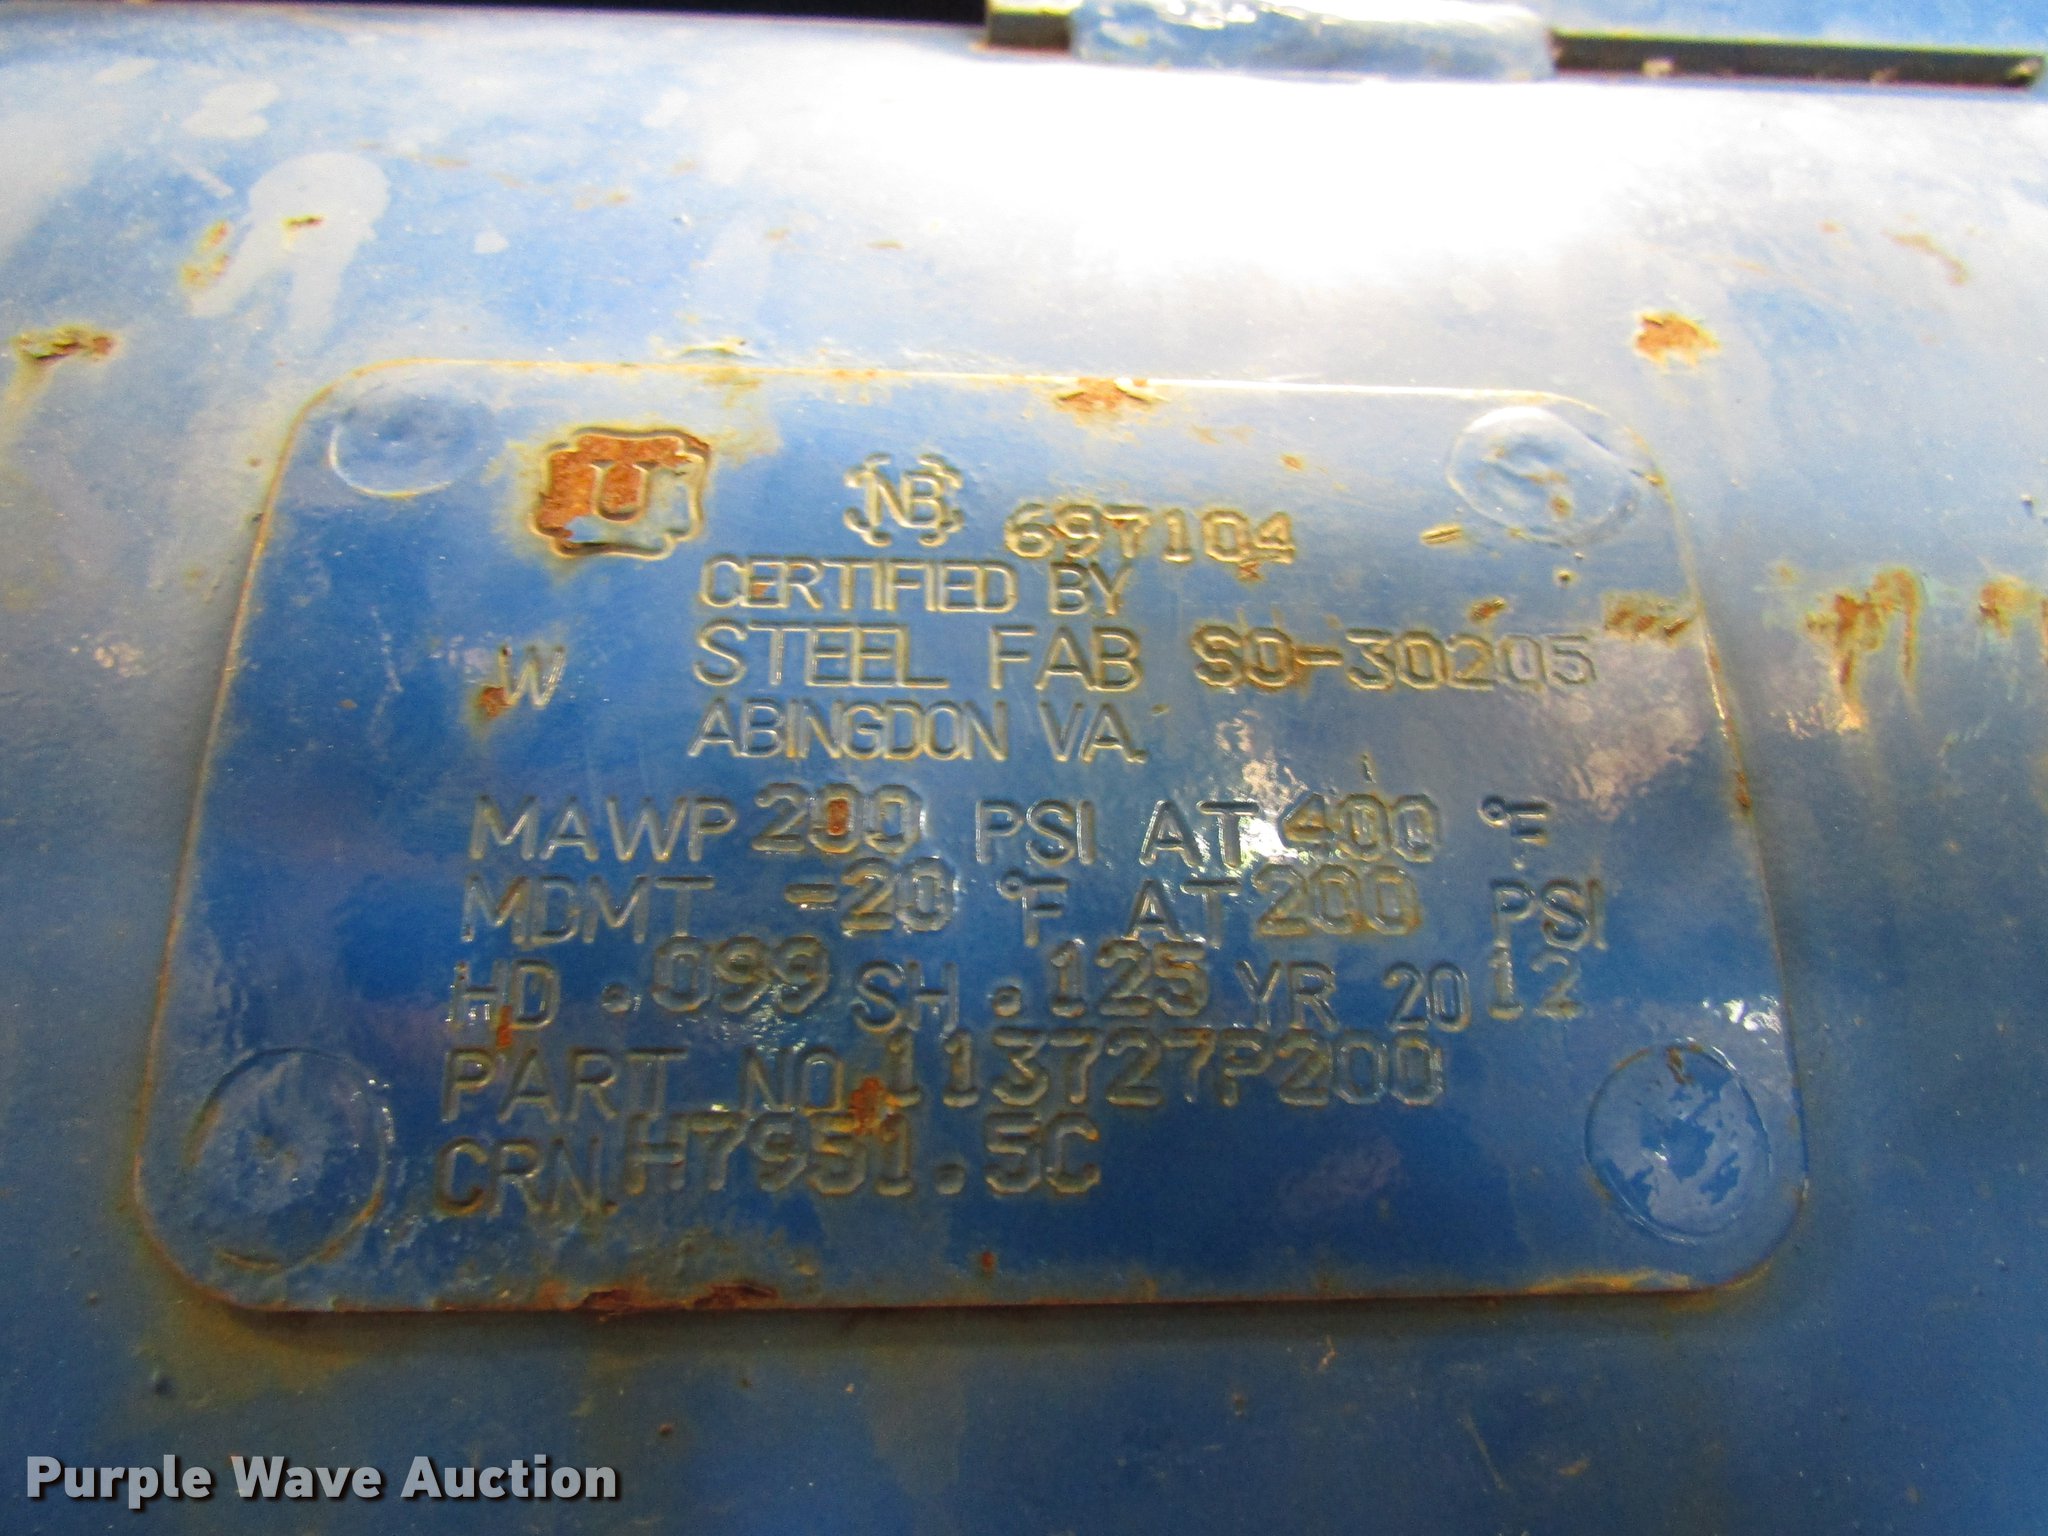 U NB 697104
CERTIFIED BY
W STEEL FAB SO-30205
ABINGDON VA.
MAWP 200 PSI AT 400 °F
MDMT -20 °F AT 200 PSI
HD .099 SH .125 YR 2012
PART NO. 113727P200
CRN. H7951.5C
Purple Wave Auction